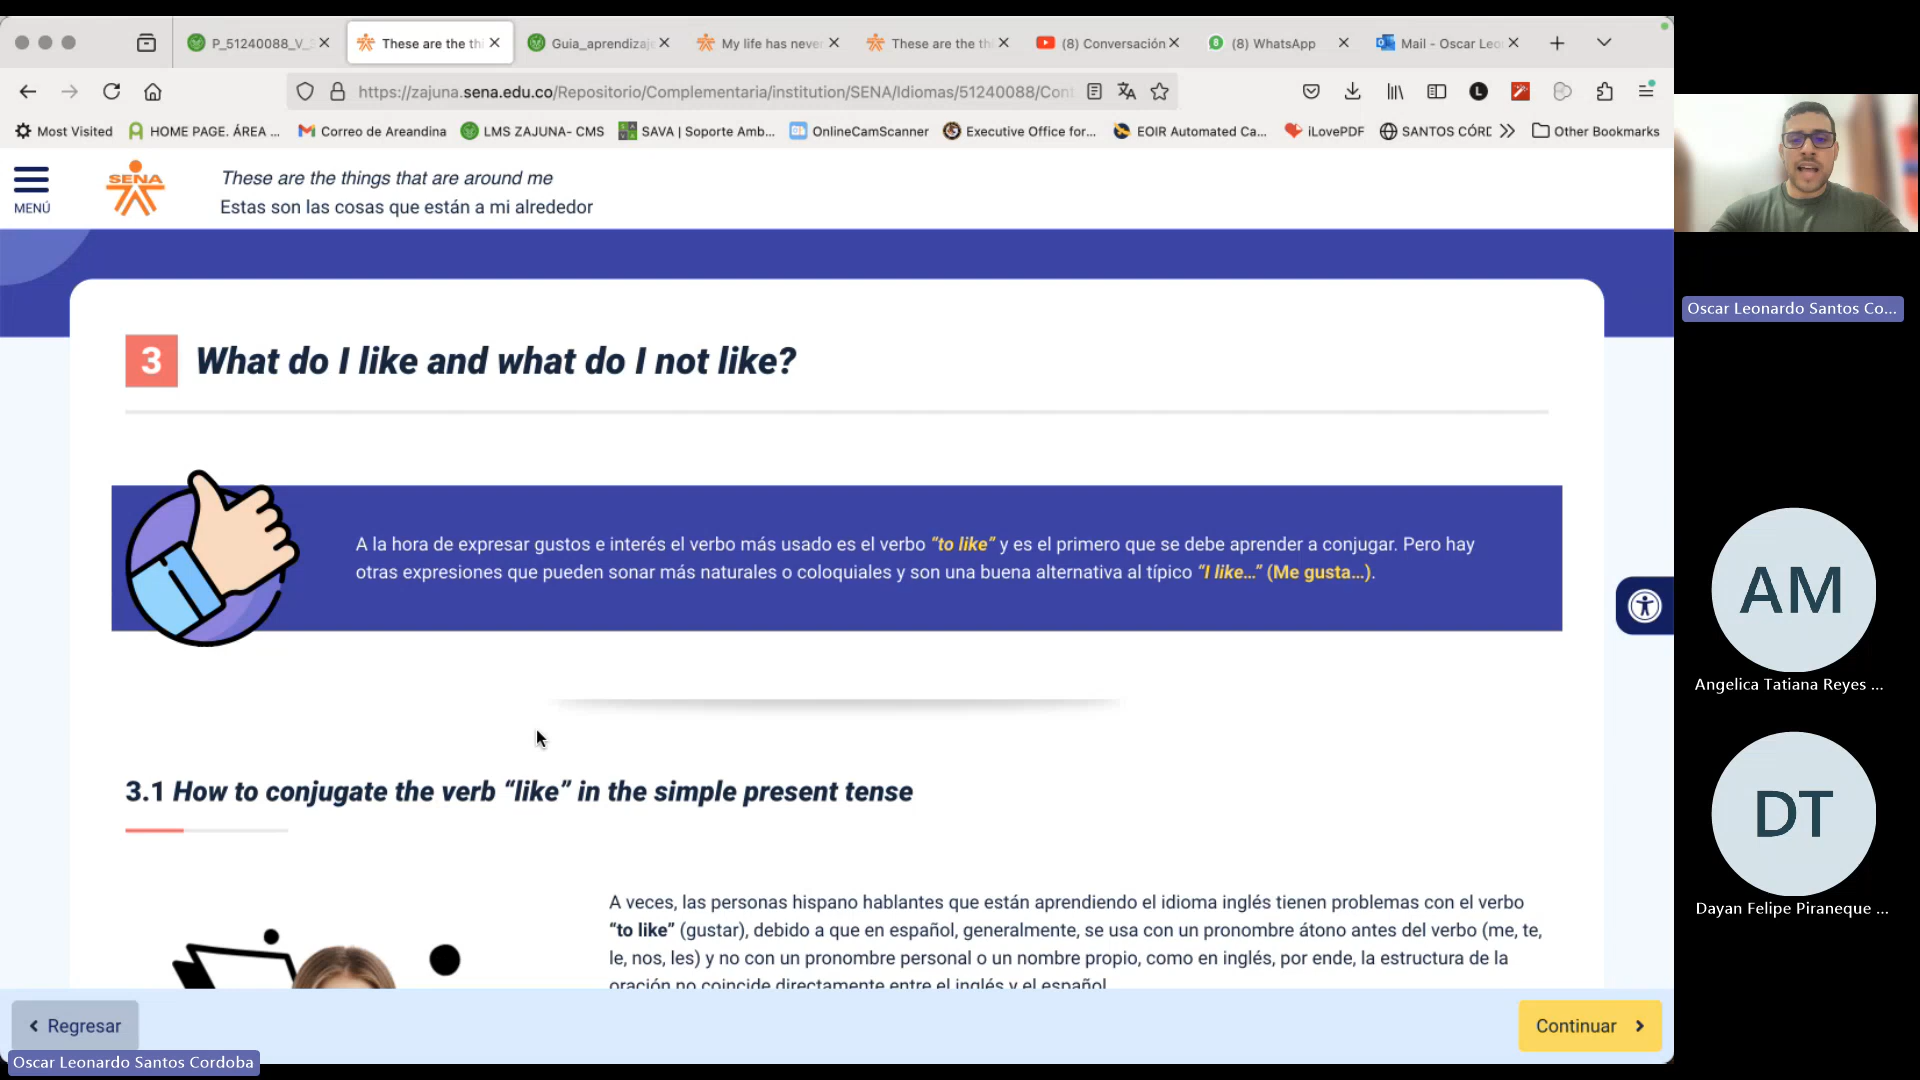 P_51240088_V_
These are the thi
Guia_aprendizaj
My life has never
These are the th
(8) Conversación
(8) WhatsApp
Mail - Oscar Leo
https://zajuna.sena.edu.co/Repositorio/Complementaria/institution/SENA/Idiomas/51240088/Cont
Most Visited
HOME PAGE. ÁREA ...
Correo de Areandina
LMS ZAJUNA- CMS
SAVA | Soporte Amb...
OnlineCamScanner
Executive Office for...
EOIR Automated Ca...
iLovePDF
SANTOS CÓRD
Other Bookmarks
MENÚ
SENA
These are the things that are around me
Estas son las cosas que están a mi alrededor
3 What do I like and what do I not like?
A la hora de expresar gustos e interés el verbo más usado es el verbo “to like” y es el primero que se debe aprender a conjugar. Pero hay
otras expresiones que pueden sonar más naturales o coloquiales y son una buena alternativa al típico “I like…” (Me gusta…).
3.1 How to conjugate the verb “like” in the simple present tense
A veces, las personas hispano hablantes que están aprendiendo el idioma inglés tienen problemas con el verbo
“to like” (gustar), debido a que en español, generalmente, se usa con un pronombre átono antes del verbo (me, te,
le, nos, les) y no con un pronombre personal o un nombre propio, como en inglés, por ende, la estructura de la
oración no coincide directamente entre el inglés y el español.
Regresar
Continuar
Oscar Leonardo Santos Cordoba
Oscar Leonardo Santos Co...
AM
Angelica Tatiana Reyes ...
DT
Dayan Felipe Piraneque ...